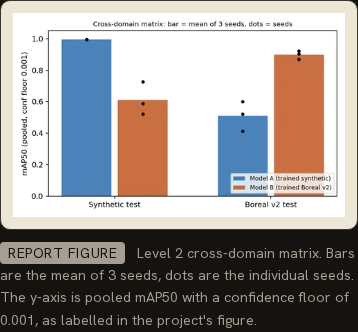 Cross-domain matrix: bar = mean of 3 seeds, dots = seeds
1.0
0.8
0.6
0.4
0.2
0.0
mAP50 (pooled, conf floor 0.001)
Synthetic test
Boreal v2 test
Model A (trained synthetic)
Model B (trained Boreal v2)
REPORT FIGURE Level 2 cross-domain matrix. Bars
are the mean of 3 seeds, dots are the individual seeds.
The y-axis is pooled mAP50 with a confidence floor of
0.001, as labelled in the project's figure.